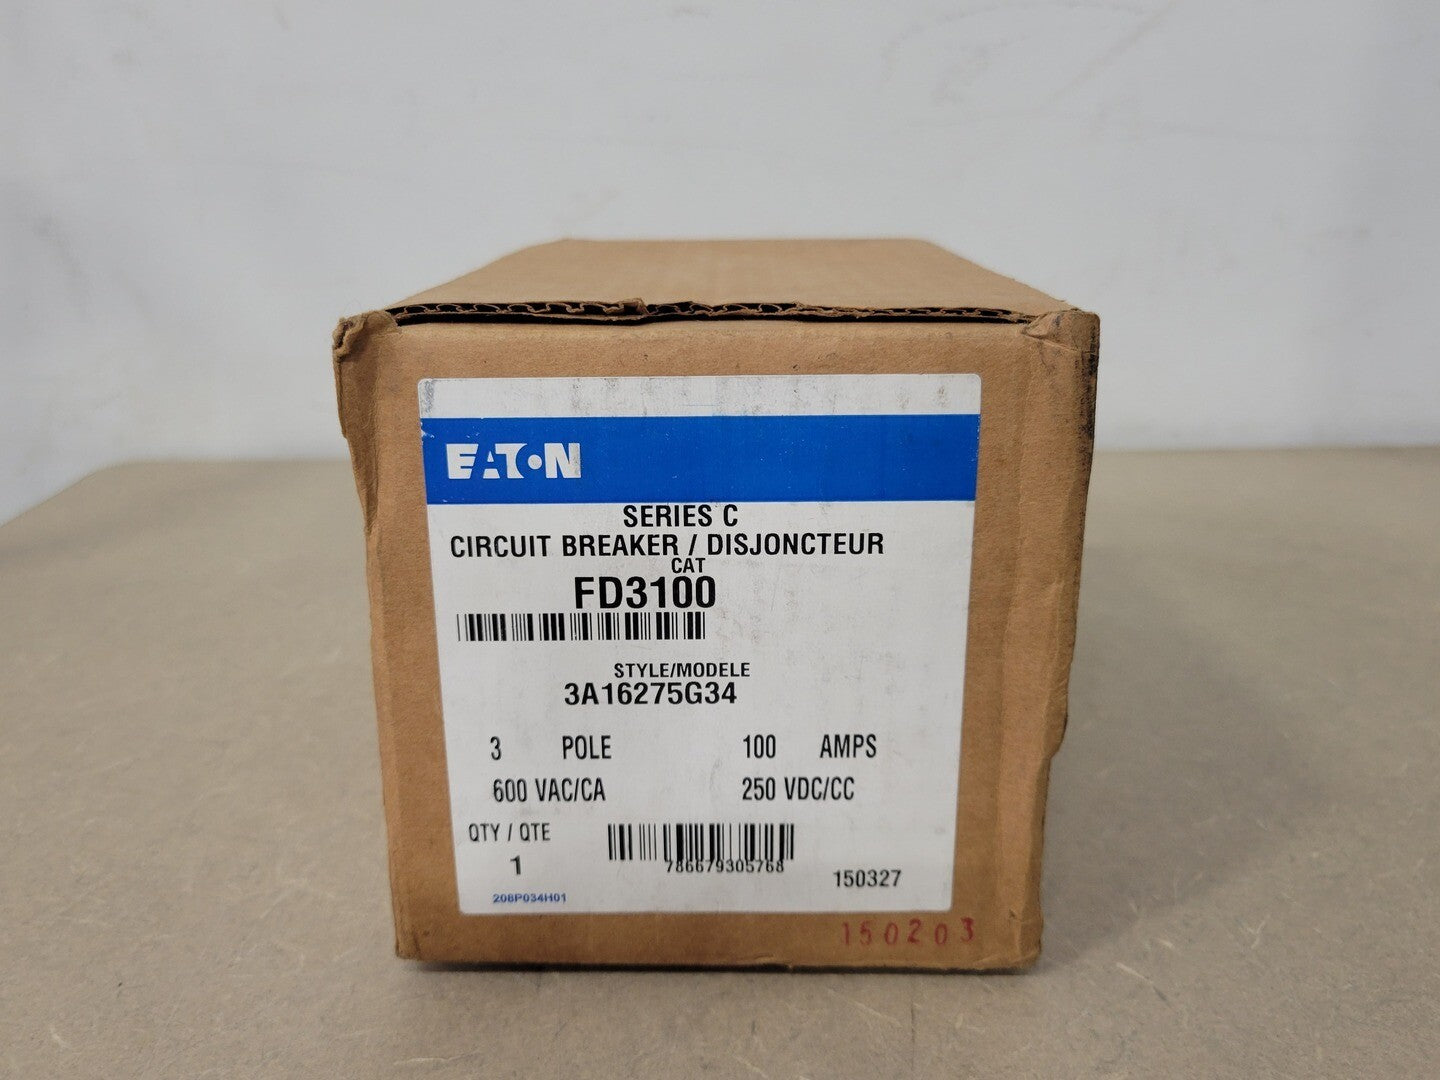 EATON
SERIES C
CIRCUIT BREAKER / DISJONCTEUR
CAT
FD3100
STYLE/MODELE
3A16275G34
3 POLE 100 AMPS
600 VAC/CA 250 VDC/CC
QTY / QTE
1
786679305768
150327
208P034H01
150203